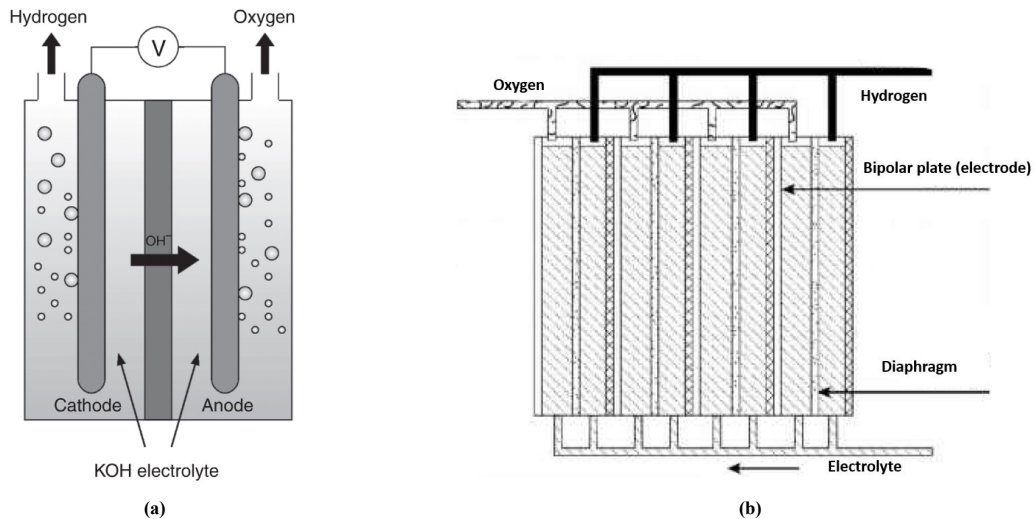 Hydrogen
Oxygen
V
OH⁻
Cathode
Anode
KOH electrolyte
(a)
Oxygen
Hydrogen
Bipolar plate (electrode)
Diaphragm
Electrolyte
(b)